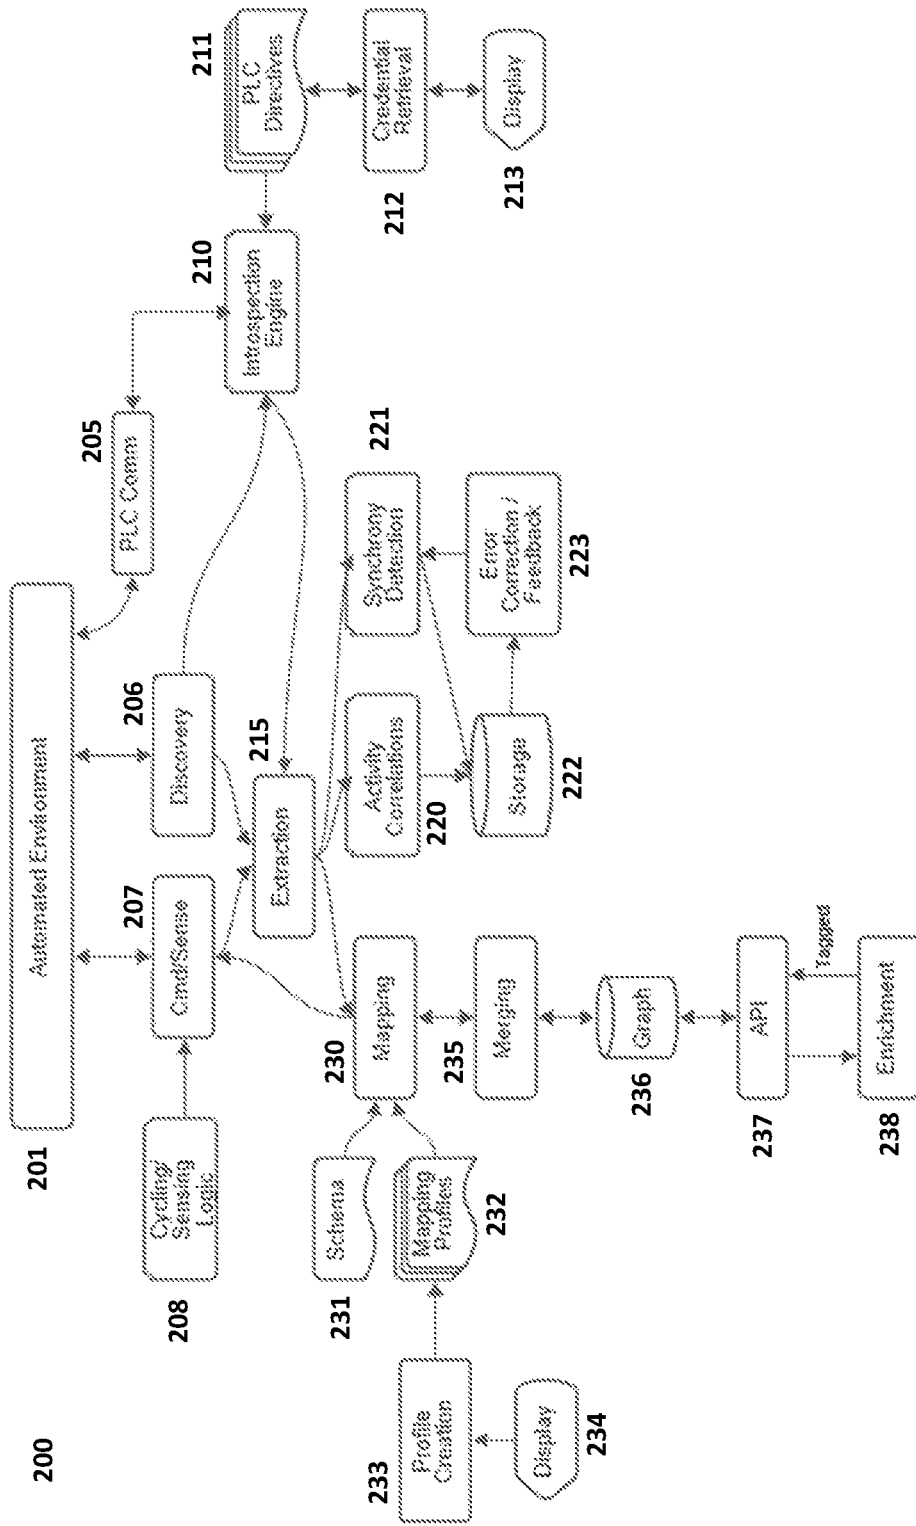 200
201
Automated Environment
205
PLC Comm
206
Discovery
207
Cmd/Sense
208
Cycling/
Sensing
Logic
210
Introspection
Engine
211
PLC
Directives
212
Credential
Retrieval
213
Display
215
Extraction
220
Activity
Correlations
221
Synchrony
Detection
222
Storage
223
Error
Correction /
Feedback
230
Mapping
231
Schema
232
Mapping
Profiles
233
Profile
Creation
234
Display
235
Merging
236
Graph
237
API
Tagged
238
Enrichment